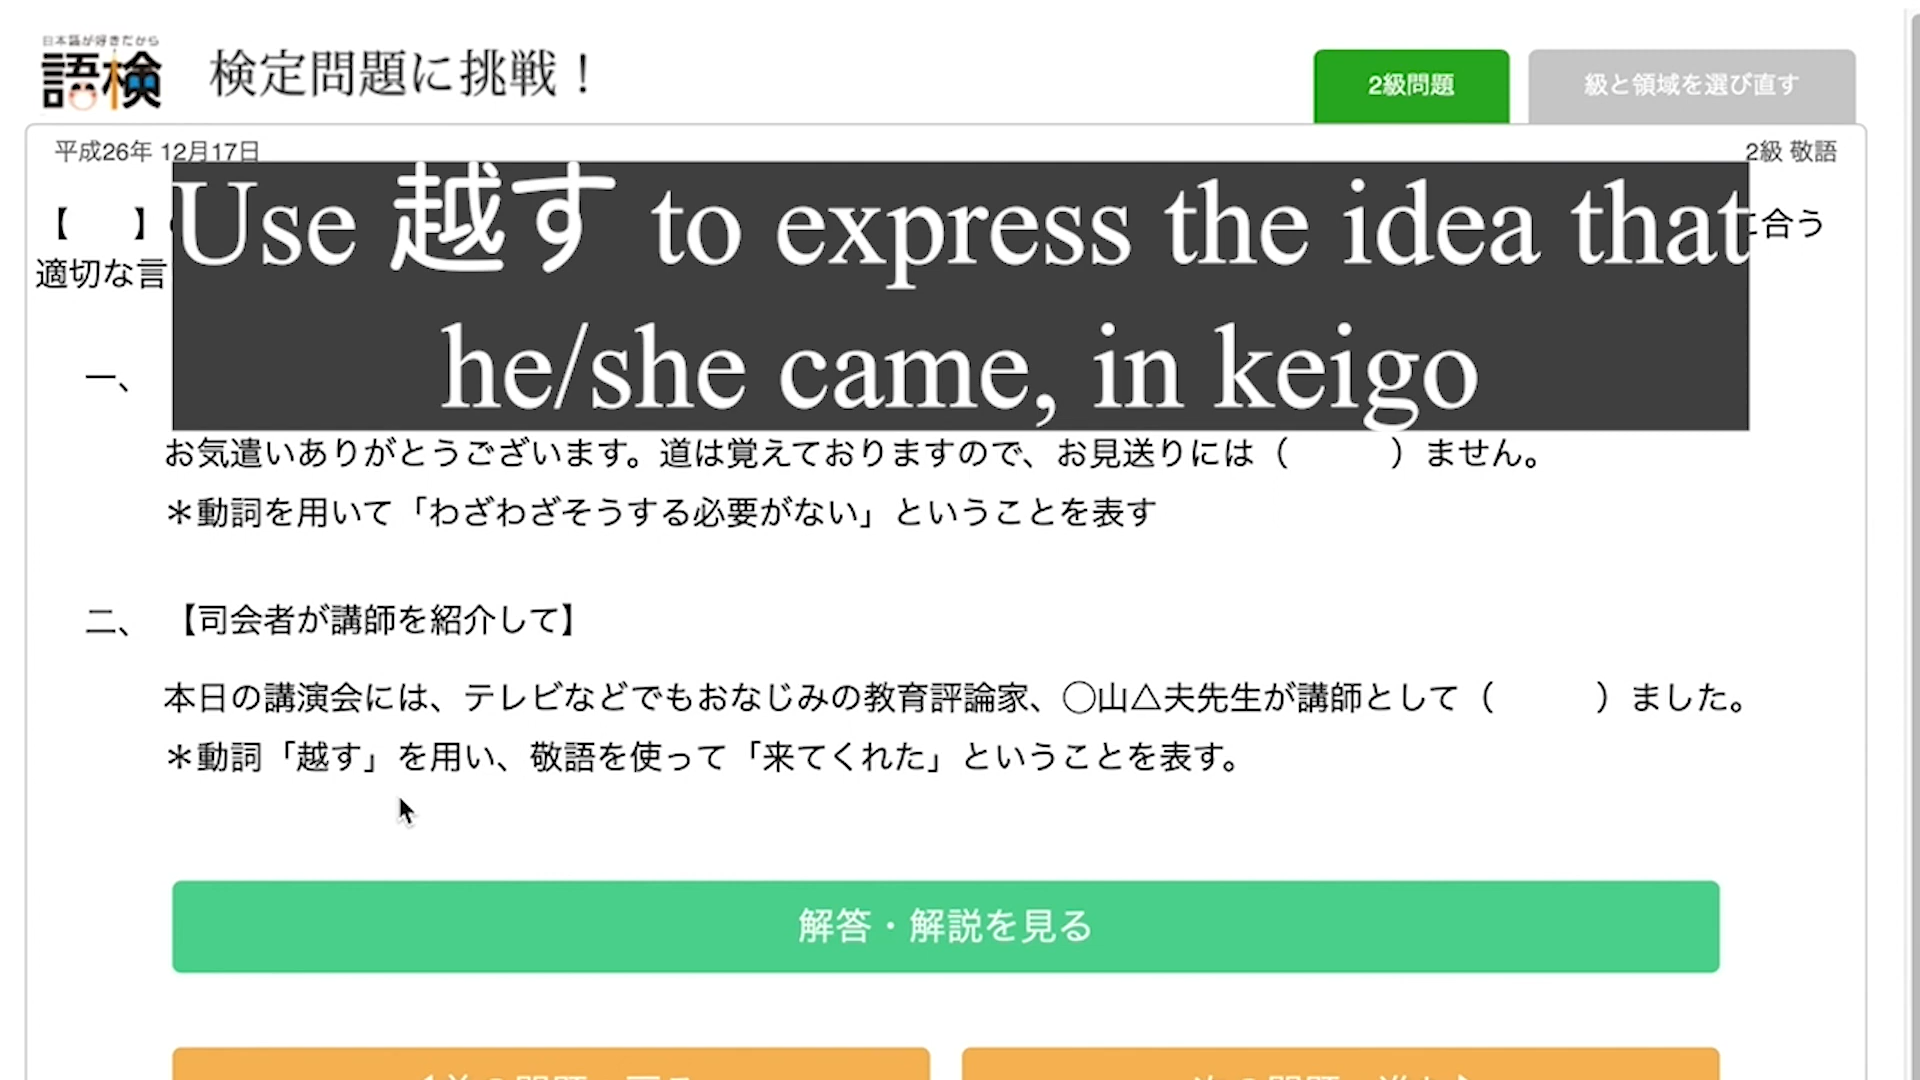 日本語が好きだから
語検
検定問題に挑戦！
2級問題
級と領域を選び直す
平成26年 12月17日
2級 敬語
【　　】
合う
適切な言
Use 越す to express the idea that
he/she came, in keigo
一、
お気遣いありがとうございます。道は覚えておりますので、お見送りには（　　　）ません。
＊動詞を用いて「わざわざそうする必要がない」ということを表す
二、【司会者が講師を紹介して】
本日の講演会には、テレビなどでもおなじみの教育評論家、◯山△夫先生が講師として（　　　）ました。
＊動詞「越す」を用い、敬語を使って「来てくれた」ということを表す。
解答・解説を見る